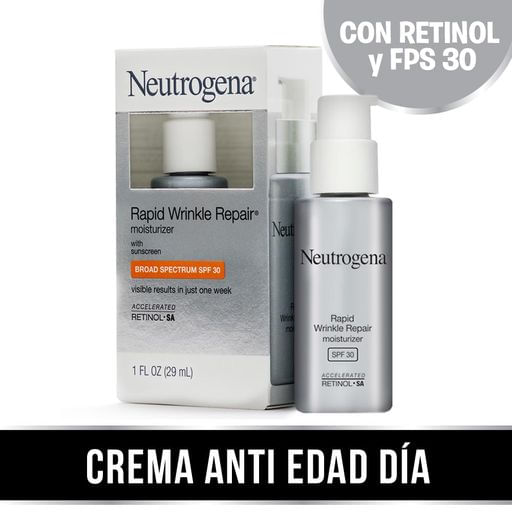 CON RETINOL
y FPS 30
Neutrogena®
Rapid Wrinkle Repair®
moisturizer
with
sunscreen
BROAD SPECTRUM SPF 30
visible results in just one week
ACCELERATED
RETINOL•SA
1 FL OZ (29 mL)
Neutrogena
Rapid
Wrinkle Repair
moisturizer
SPF 30
ACCELERATED
RETINOL•SA
CREMA ANTI EDAD DÍA